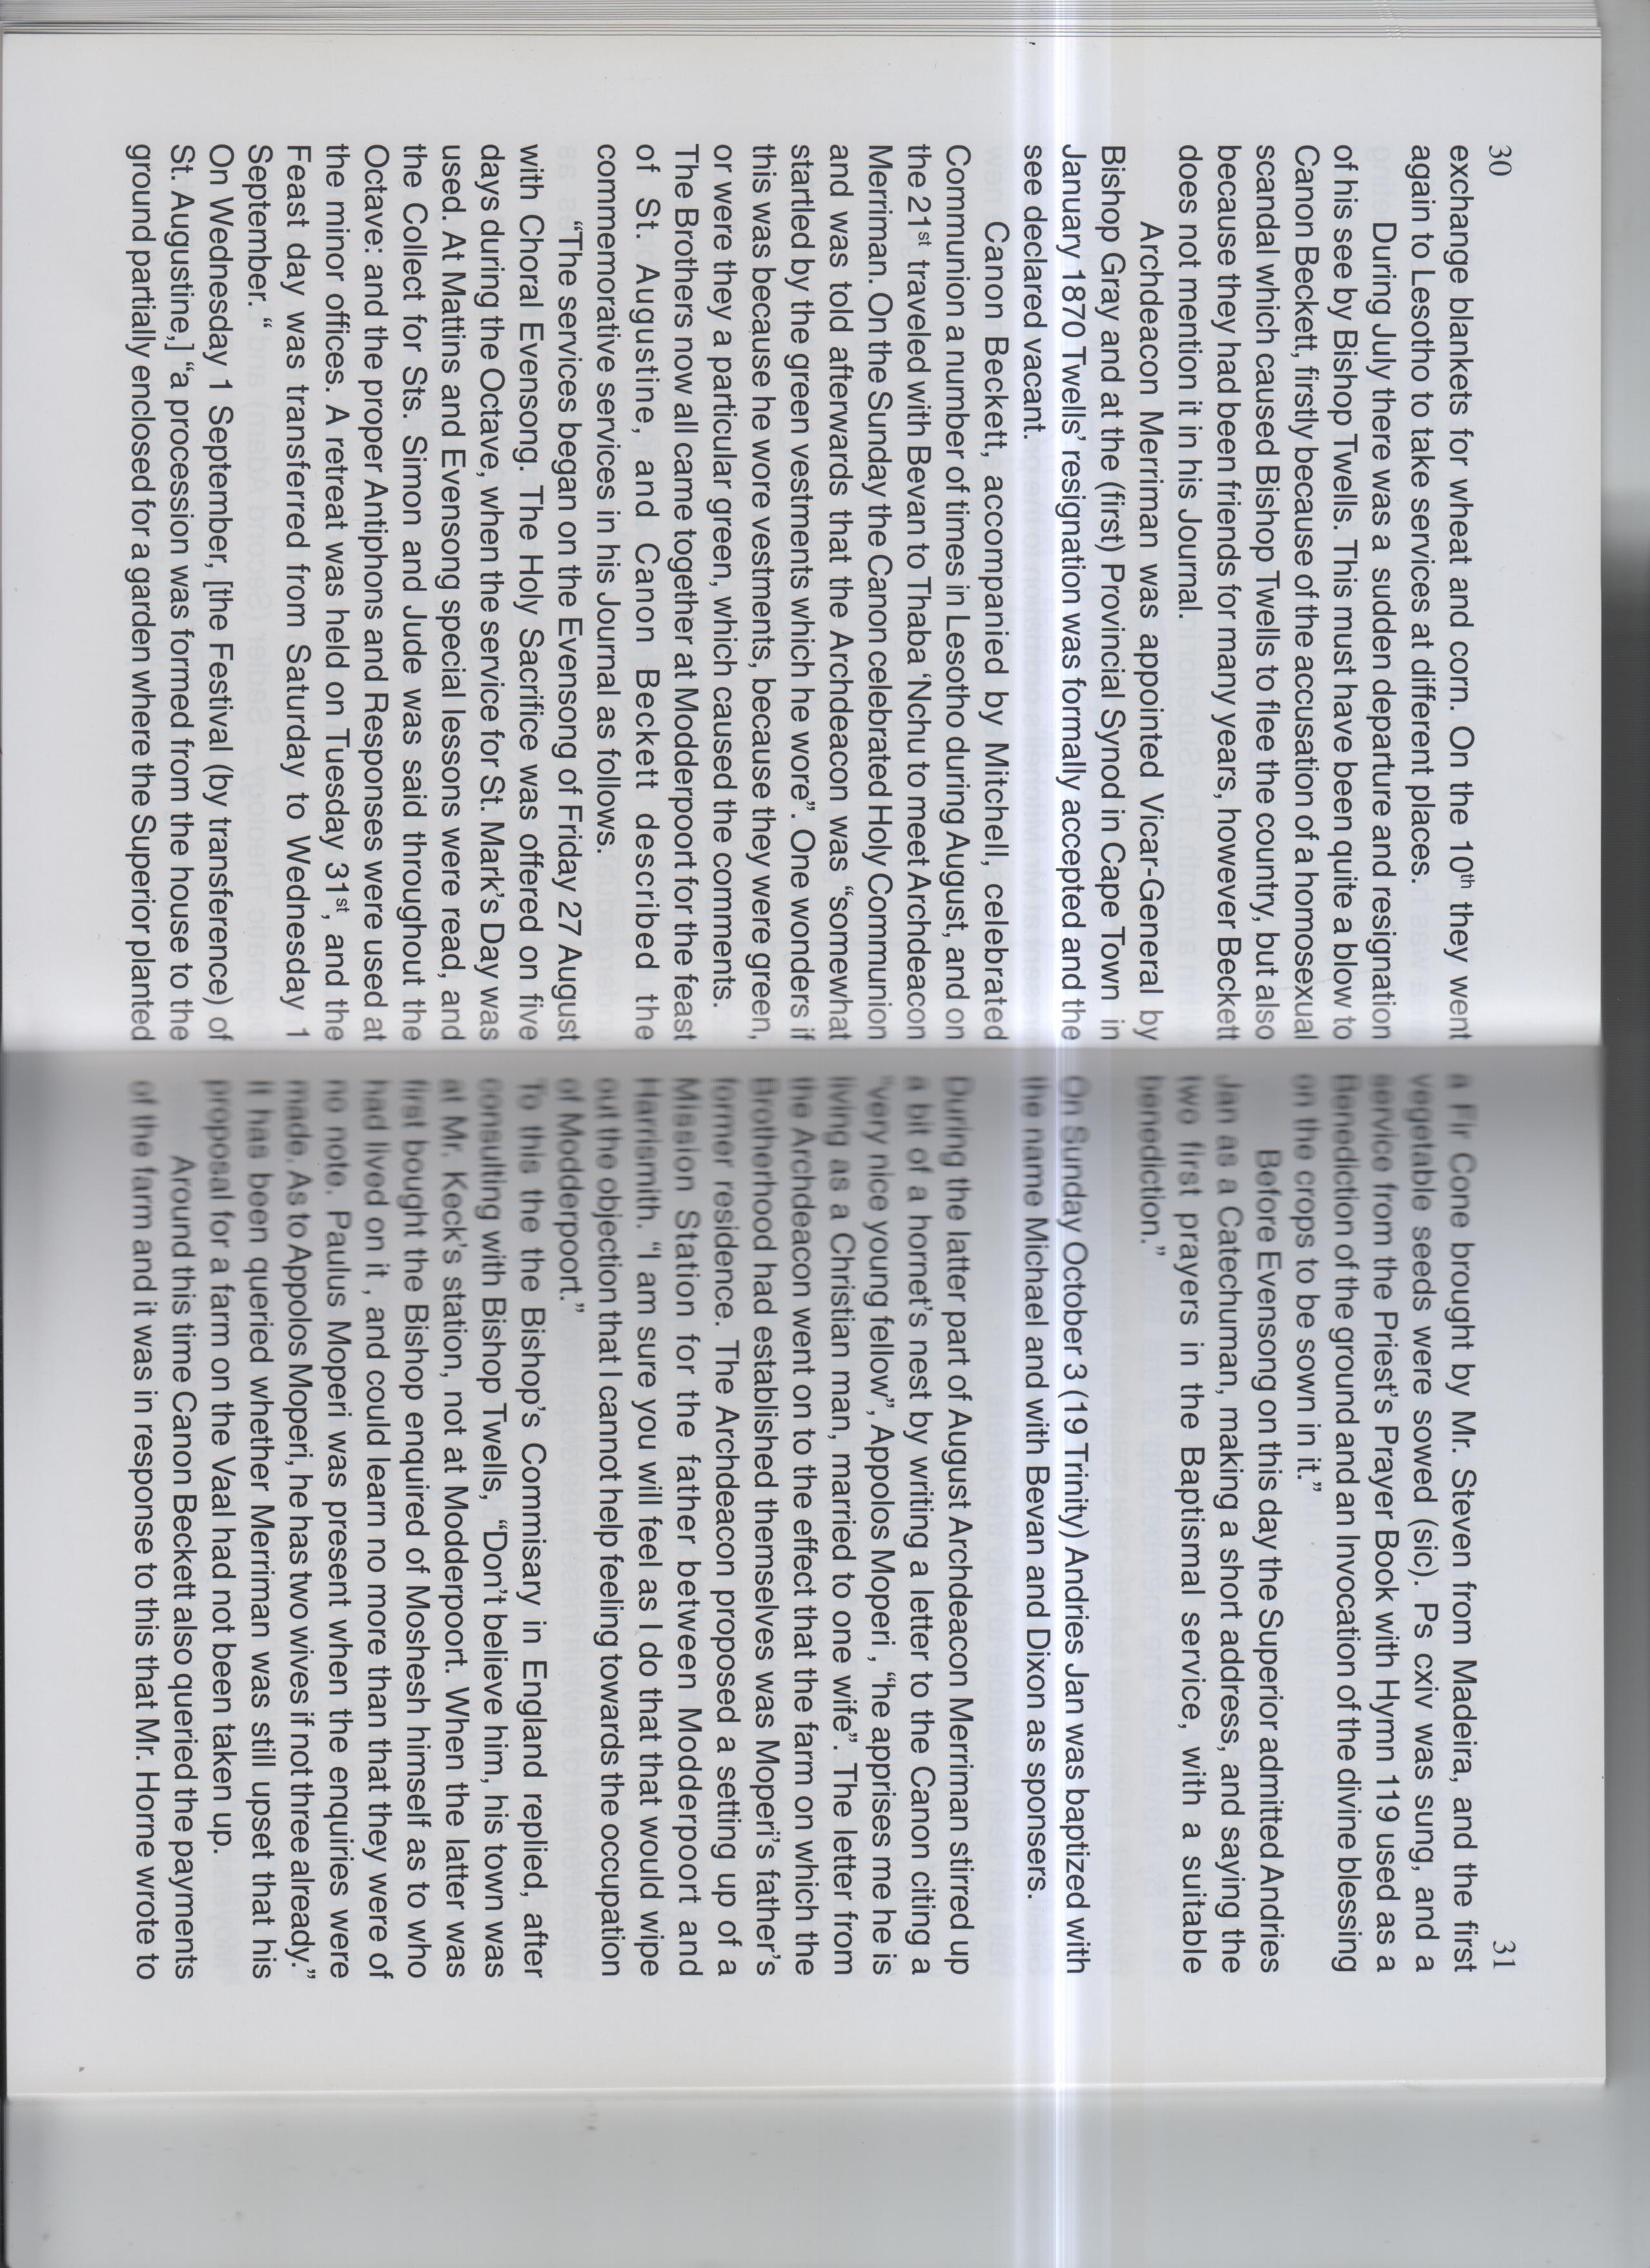 30
exchange blankets for wheat and corn. On the 10th they went
again to Lesotho to take services at different places.
During July there was a sudden departure and resignation
of his see by Bishop Twells. This must have been quite a blow to
Canon Beckett, firstly because of the accusation of a homosexual
scandal which caused Bishop Twells to flee the country, but also
because they had been friends for many years, however Beckett
does not mention it in his Journal.
Archdeacon Merriman was appointed Vicar-General by
Bishop Gray and at the (first) Provincial Synod in Cape Town in
January 1870 Twells’ resignation was formally accepted and the
see declared vacant.
Canon Beckett, accompanied by Mitchell, celebrated
Communion a number of times in Lesotho during August, and on
the 21st traveled with Bevan to Thaba ‘Nchu to meet Archdeacon
Merriman. On the Sunday the Canon celebrated Holy Communion
and was told afterwards that the Archdeacon was “somewhat
startled by the green vestments which he wore”. One wonders if
this was because he wore vestments, because they were green,
or were they a particular green, which caused the comments.
The Brothers now all came together at Modderpoort for the feast
of St. Augustine, and Canon Beckett described the
commemorative services in his Journal as follows.
“The services began on the Evensong of Friday 27 August
with Choral Evensong. The Holy Sacrifice was offered on five
days during the Octave, when the service for St. Mark’s Day was
used. At Mattins and Evensong special lessons were read, and
the Collect for Sts. Simon and Jude was said throughout the
Octave: and the proper Antiphons and Responses were used at
the minor offices. A retreat was held on Tuesday 31st, and the
Feast day was transferred from Saturday to Wednesday 1
September. “
On Wednesday 1 September, [the Festival (by transference) of
St. Augustine,] “a procession was formed from the house to the
ground partially enclosed for a garden where the Superior planted
31
a Fir Cone brought by Mr. Steven from Madeira, and the first
vegetable seeds were sowed (sic). Ps cxiv was sung, and a
service from the Priest’s Prayer Book with Hymn 119 used as a
Benediction of the ground and an Invocation of the divine blessing
on the crops to be sown in it.”
Before Evensong on this day the Superior admitted Andries
Jan as a Catechuman, making a short address, and saying the
two first prayers in the Baptismal service, with a suitable
benediction.”
On Sunday October 3 (19 Trinity) Andries Jan was baptized with
the name Michael and with Bevan and Dixon as sponsers.
During the latter part of August Archdeacon Merriman stirred up
a bit of a hornet’s nest by writing a letter to the Canon citing a
“very nice young fellow”, Appolos Moperi , “he apprises me he is
living as a Christian man, married to one wife”. The letter from
the Archdeacon went on to the effect that the farm on which the
Brotherhood had established themselves was Moperi’s father’s
former residence. The Archdeacon proposed a setting up of a
Mission Station for the father between Modderpoort and
Harrismith. “I am sure you will feel as I do that that would wipe
out the objection that I cannot help feeling towards the occupation
of Modderport.”
To this the the Bishop’s Commisary in England replied, after
consulting with Bishop Twells, “Don’t believe him, his town was
at Mr. Keck’s station, not at Modderport. When the latter was
first bought the Bishop enquired of Moshesh himself as to who
had lived on it , and could learn no more than that they were of
no note. Paulus Moperi was present when the enquiries were
made. As to Appolos Moperi, he has two wives if not three already.”
It has been queried whether Merriman was still upset that his
proposal for a farm on the Vaal had not been taken up.
Around this time Canon Beckett also queried the payments
of the farm and it was in response to this that Mr. Horne wrote to